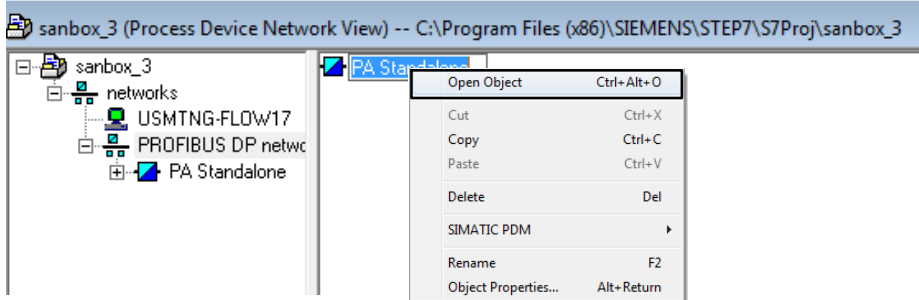 sanbox_3 (Process Device Network View) -- C:\Program Files (x86)\SIEMENS\STEP7\S7Proj\sanbox_3
sanbox_3
networks
USMTNG-FLOW17
PROFIBUS DP netwo
PA Standalone
PA Standalone
Open Object Ctrl+Alt+O
Cut Ctrl+X
Copy Ctrl+C
Paste Ctrl+V
Delete Del
SIMATIC PDM
Rename F2
Object Properties... Alt+Return